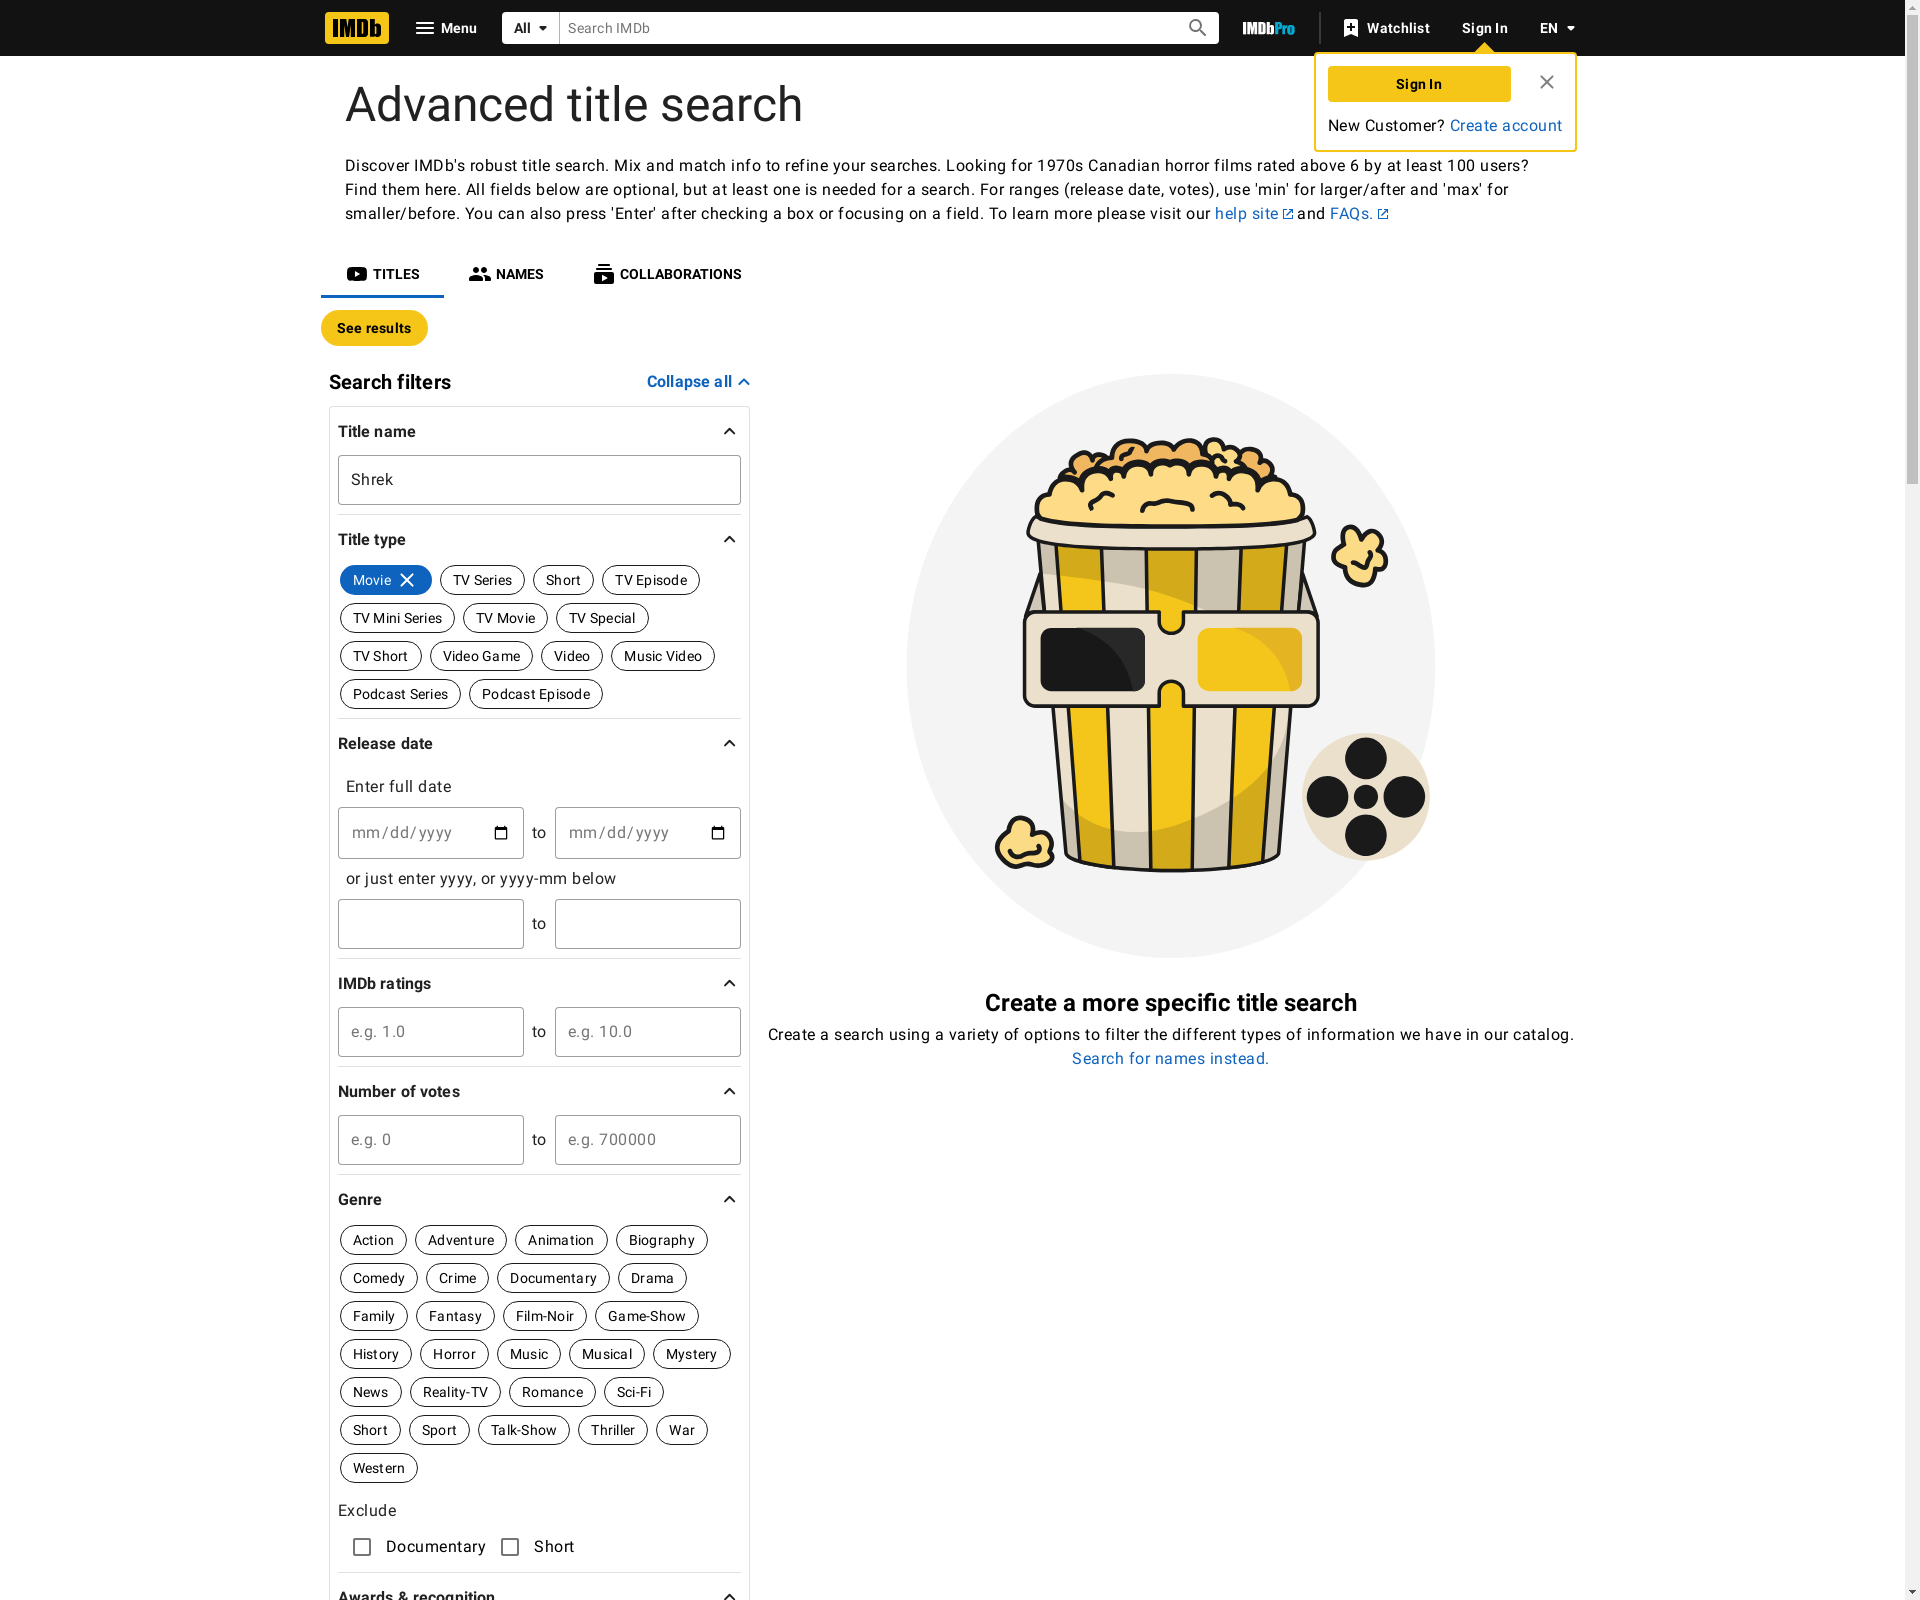 IMDb Menu All Search IMDb IMDbPro Watchlist Sign In EN
Sign In
New Customer? Create account
Advanced title search
Discover IMDb's robust title search. Mix and match info to refine your searches. Looking for 1970s Canadian horror films rated above 6 by at least 100 users?
Find them here. All fields below are optional, but at least one is needed for a search. For ranges (release date, votes), use 'min' for larger/after and 'max' for
smaller/before. You can also press 'Enter' after checking a box or focusing on a field. To learn more please visit our help site and FAQs.
TITLES NAMES COLLABORATIONS
See results
Search filters Collapse all
Title name
Shrek
Title type
Movie TV Series Short TV Episode
TV Mini Series TV Movie TV Special
TV Short Video Game Video Music Video
Podcast Series Podcast Episode
Release date
Enter full date
mm/dd/yyyy to mm/dd/yyyy
or just enter yyyy, or yyyy-mm below
to
IMDb ratings
e.g. 1.0 to e.g. 10.0
Number of votes
e.g. 0 to e.g. 700000
Genre
Action Adventure Animation Biography
Comedy Crime Documentary Drama
Family Fantasy Film-Noir Game-Show
History Horror Music Musical Mystery
News Reality-TV Romance Sci-Fi
Short Sport Talk-Show Thriller War
Western
Exclude
Documentary Short
Awards & recognition
Create a more specific title search
Create a search using a variety of options to filter the different types of information we have in our catalog.
Search for names instead.